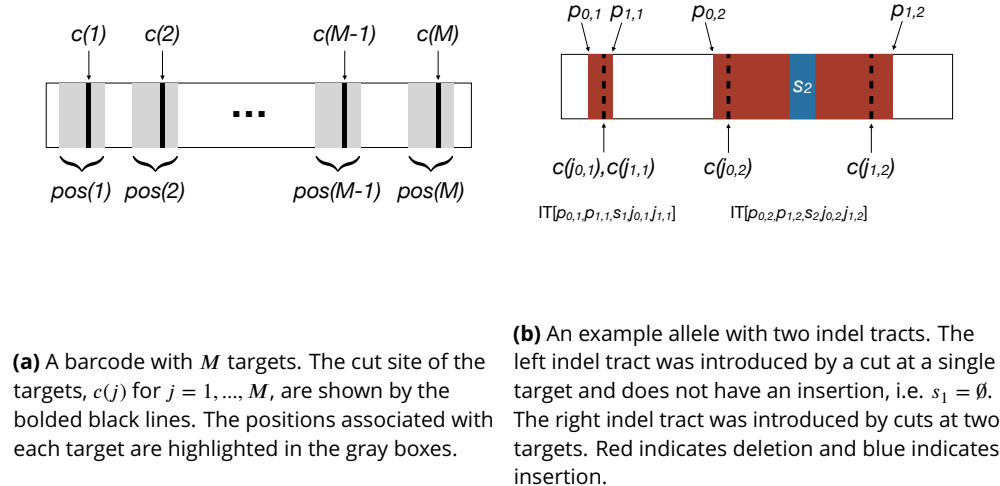 c(1) c(2) c(M-1) c(M)
...
pos(1) pos(2) pos(M-1) pos(M)
(a) A barcode with M targets. The cut site of the
targets, c(j) for j = 1, ..., M, are shown by the
bolded black lines. The positions associated with
each target are highlighted in the gray boxes.
p0,1 p1,1 p0,2 p1,2
s2
c(j0,1),c(j1,1) c(j0,2) c(j1,2)
IT[p0,1,p1,1,s1,j0,1,j1,1] IT[p0,2,p1,2,s2,j0,2,j1,2]
(b) An example allele with two indel tracts. The
left indel tract was introduced by a cut at a single
target and does not have an insertion, i.e. s1 = ∅.
The right indel tract was introduced by cuts at two
targets. Red indicates deletion and blue indicates
insertion.